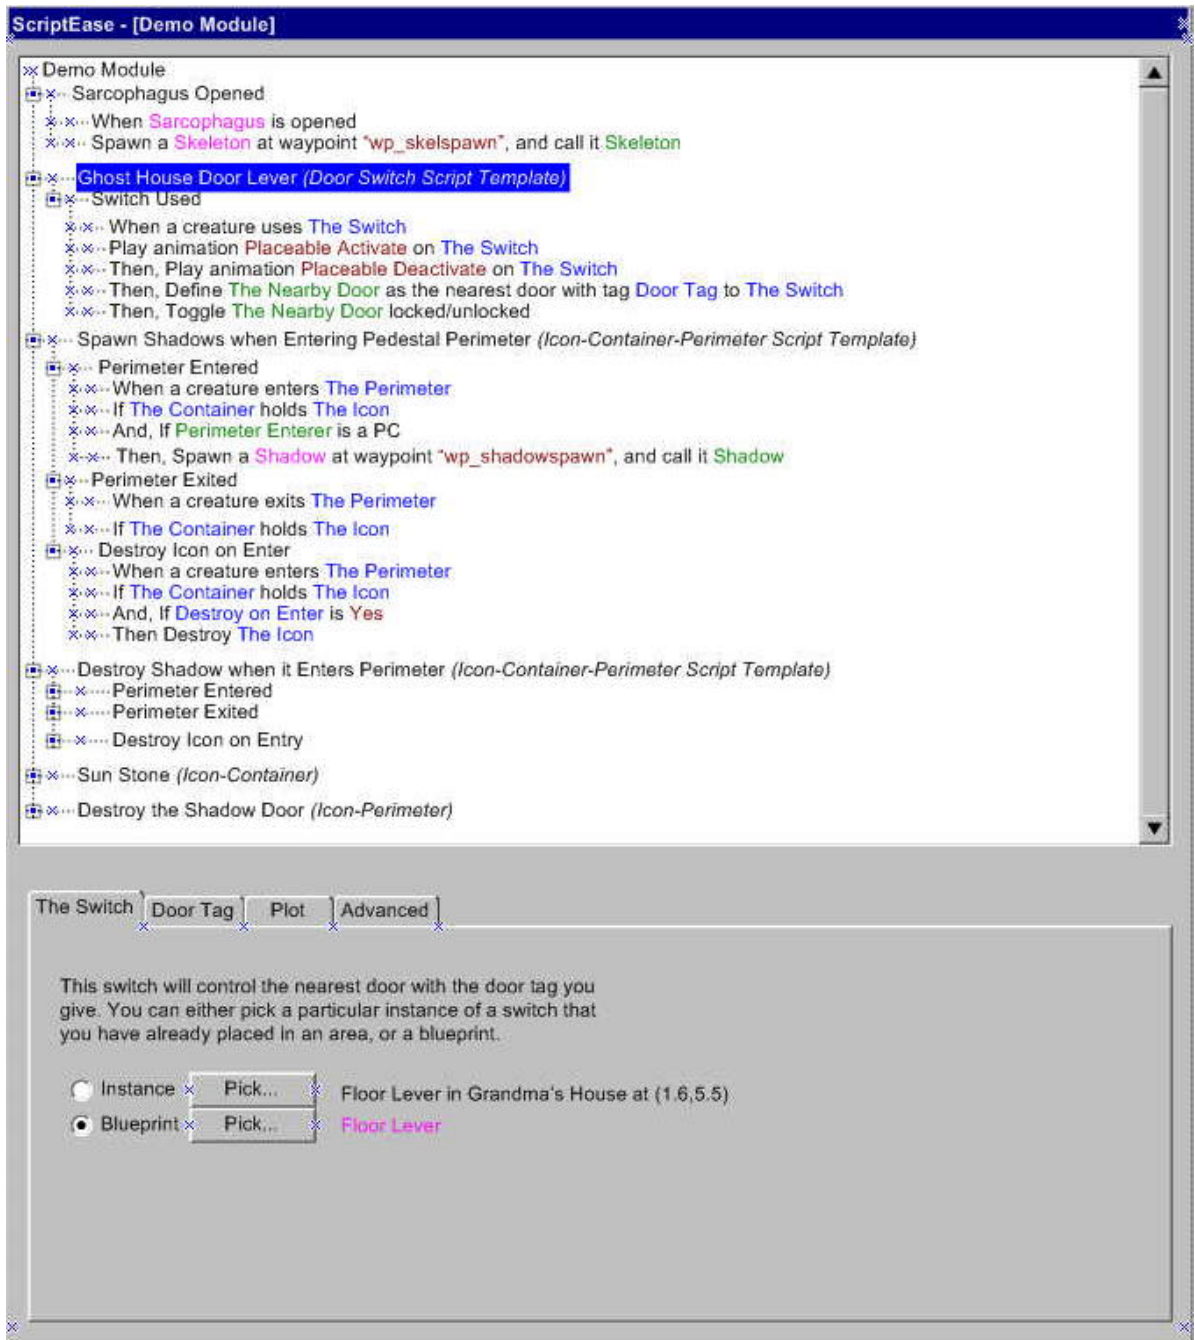 ScriptEase - [Demo Module]
Demo Module
Sarcophagus Opened
When Sarcophagus is opened
Spawn a Skeleton at waypoint “wp_skelspawn”, and call it Skeleton
Ghost House Door Lever (Door Switch Script Template)
Switch Used
When a creature uses The Switch
Play animation Placeable Activate on The Switch
Then, Play animation Placeable Deactivate on The Switch
Then, Define The Nearby Door as the nearest door with tag Door Tag to The Switch
Then, Toggle The Nearby Door locked/unlocked
Spawn Shadows when Entering Pedestal Perimeter (Icon-Container-Perimeter Script Template)
Perimeter Entered
When a creature enters The Perimeter
If The Container holds The Icon
And, If Perimeter Enterer is a PC
Then, Spawn a Shadow at waypoint “wp_shadowspawn”, and call it Shadow
Perimeter Exited
When a creature exits The Perimeter
If The Container holds The Icon
Destroy Icon on Enter
When a creature enters The Perimeter
If The Container holds The Icon
And, If Destroy on Enter is Yes
Then Destroy The Icon
Destroy Shadow when it Enters Perimeter (Icon-Container-Perimeter Script Template)
Perimeter Entered
Perimeter Exited
Destroy Icon on Entry
Sun Stone (Icon-Container)
Destroy the Shadow Door (Icon-Perimeter)
The Switch Door Tag Plot Advanced
This switch will control the nearest door with the door tag you
give. You can either pick a particular instance of a switch that
you have already placed in an area, or a blueprint.
Instance Pick... Floor Lever in Grandma's House at (1.6,5.5)
Blueprint Pick... Floor Lever